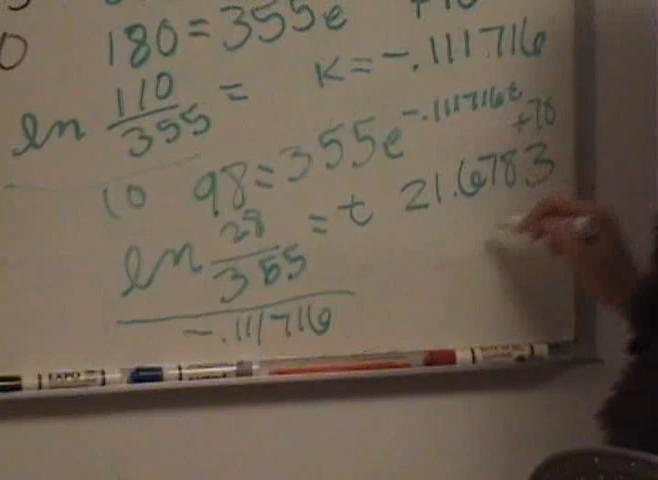 180 = 355e
K = -.111716
ln 110/355 =
10 98 = 355e^-.111716t +70
ln 28/355 = t 21.6783
-.111716
EXPO